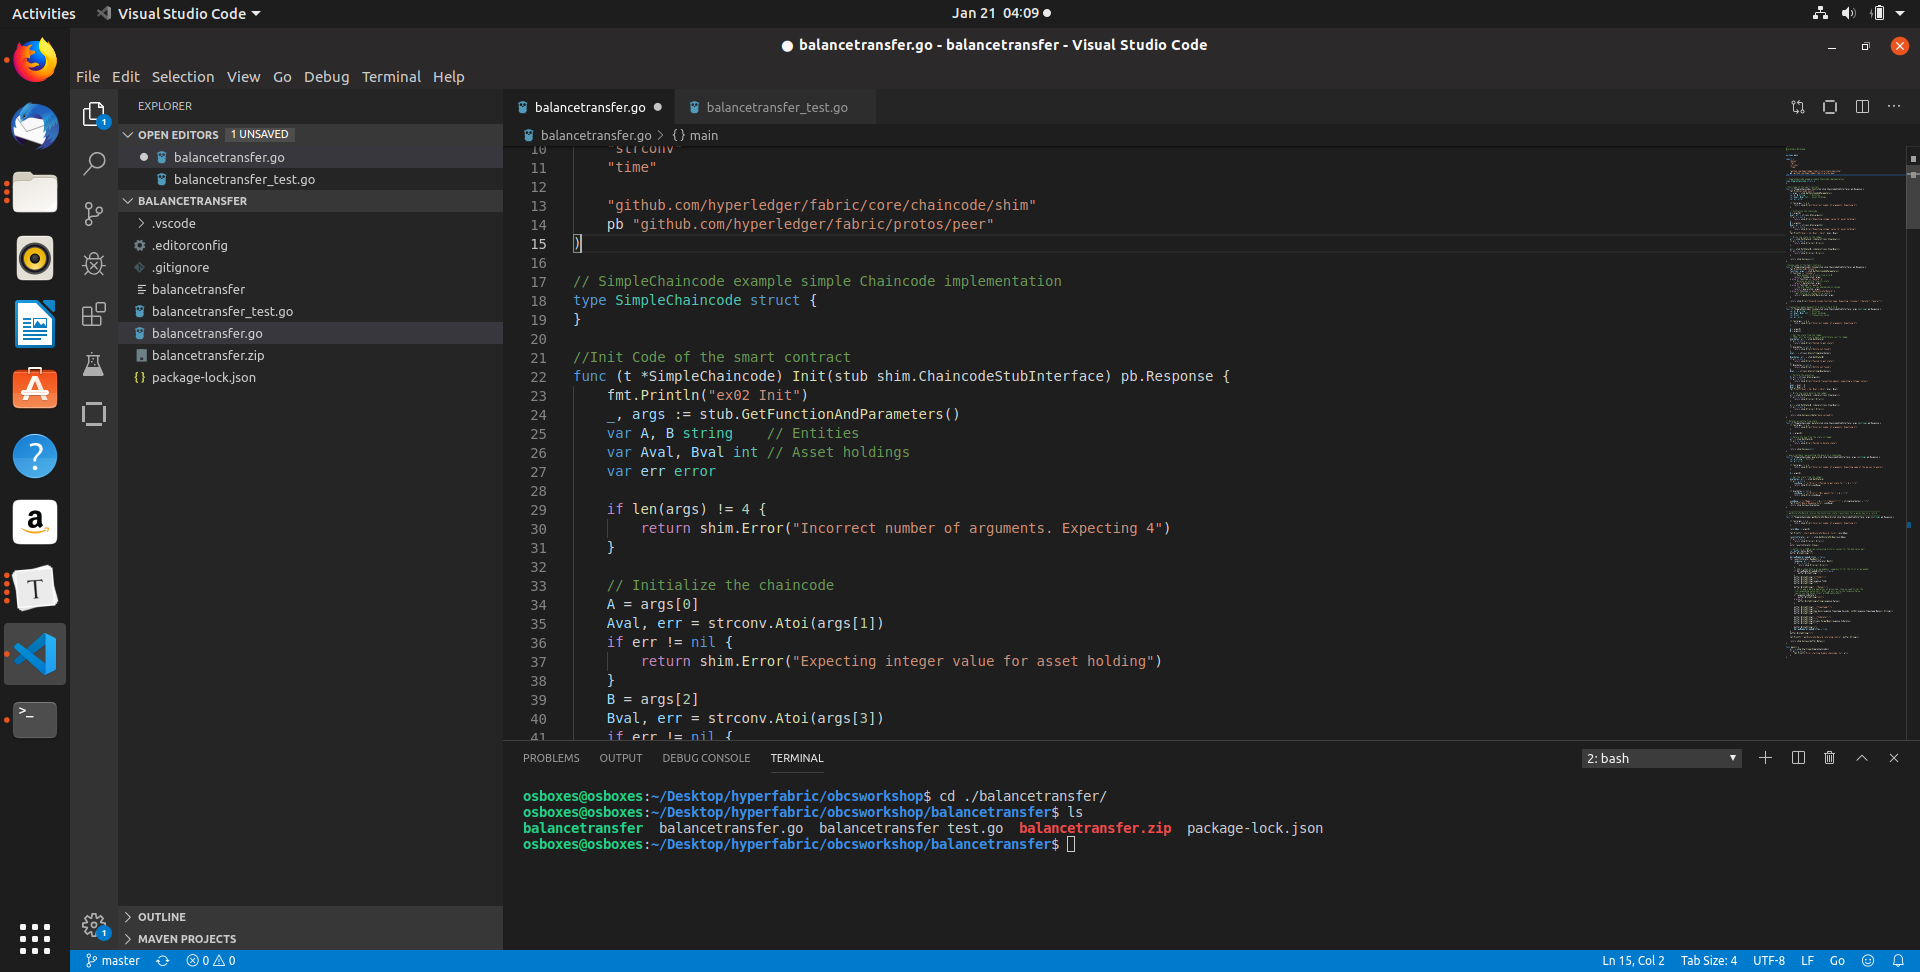 Activities Visual Studio Code Jan 21 04:09
balancetransfer.go - balancetransfer - Visual Studio Code
File Edit Selection View Go Debug Terminal Help
EXPLORER
OPEN EDITORS 1 UNSAVED
balancetransfer.go
balancetransfer_test.go
BALANCETRANSFER
.vscode
.editorconfig
.gitignore
balancetransfer
balancetransfer_test.go
balancetransfer.go
balancetransfer.zip
package-lock.json
OUTLINE
MAVEN PROJECTS
balancetransfer.go balancetransfer_test.go
balancetransfer.go > {} main
10 "strconv"
11 "time"
12
13 "github.com/hyperledger/fabric/core/chaincode/shim"
14 pb "github.com/hyperledger/fabric/protos/peer"
15 )
16
17 // SimpleChaincode example simple Chaincode implementation
18 type SimpleChaincode struct {
19 }
20
21 //Init Code of the smart contract
22 func (t *SimpleChaincode) Init(stub shim.ChaincodeStubInterface) pb.Response {
23 fmt.Println("ex02 Init")
24 _, args := stub.GetFunctionAndParameters()
25 var A, B string // Entities
26 var Aval, Bval int // Asset holdings
27 var err error
28
29 if len(args) != 4 {
30 return shim.Error("Incorrect number of arguments. Expecting 4")
31 }
32
33 // Initialize the chaincode
34 A = args[0]
35 Aval, err = strconv.Atoi(args[1])
36 if err != nil {
37 return shim.Error("Expecting integer value for asset holding")
38 }
39 B = args[2]
40 Bval, err = strconv.Atoi(args[3])
41 if err != nil {
PROBLEMS OUTPUT DEBUG CONSOLE TERMINAL 2: bash
osboxes@osboxes:~/Desktop/hyperfabric/obcsworkshop$ cd ./balancetransfer/
osboxes@osboxes:~/Desktop/hyperfabric/obcsworkshop/balancetransfer$ ls
balancetransfer balancetransfer.go balancetransfer test.go balancetransfer.zip package-lock.json
osboxes@osboxes:~/Desktop/hyperfabric/obcsworkshop/balancetransfer$
master 0 0 Ln 15, Col 2 Tab Size: 4 UTF-8 LF Go